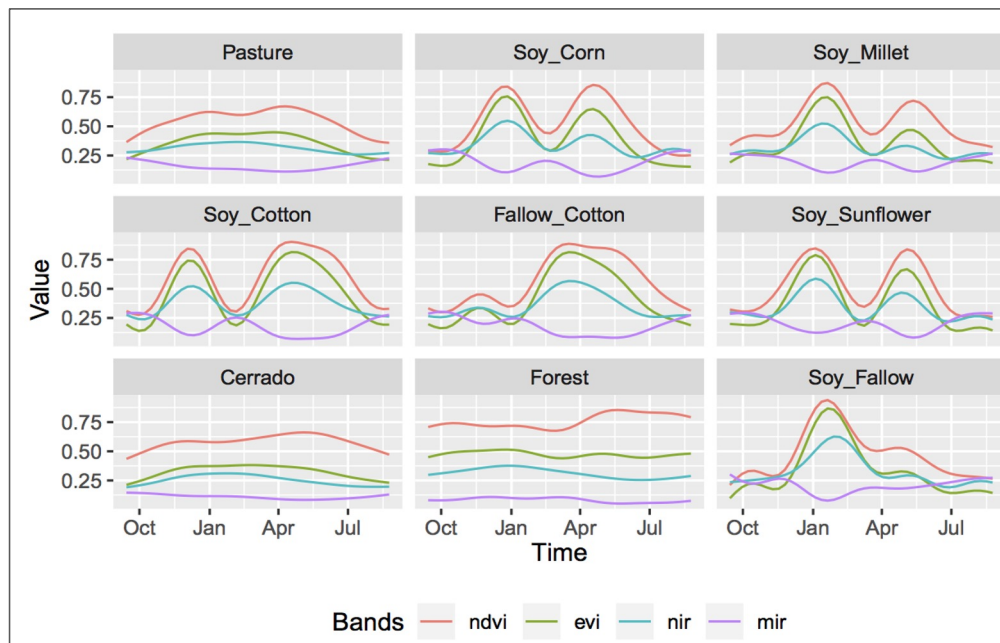 Pasture Soy_Corn Soy_Millet
0.75
0.50
0.25
Soy_Cotton Fallow_Cotton Soy_Sunflower
0.75
0.50
0.25
Value
Cerrado Forest Soy_Fallow
0.75
0.50
0.25
Oct Jan Apr Jul Oct Jan Apr Jul Oct Jan Apr Jul
Time
Bands ndvi evi nir mir